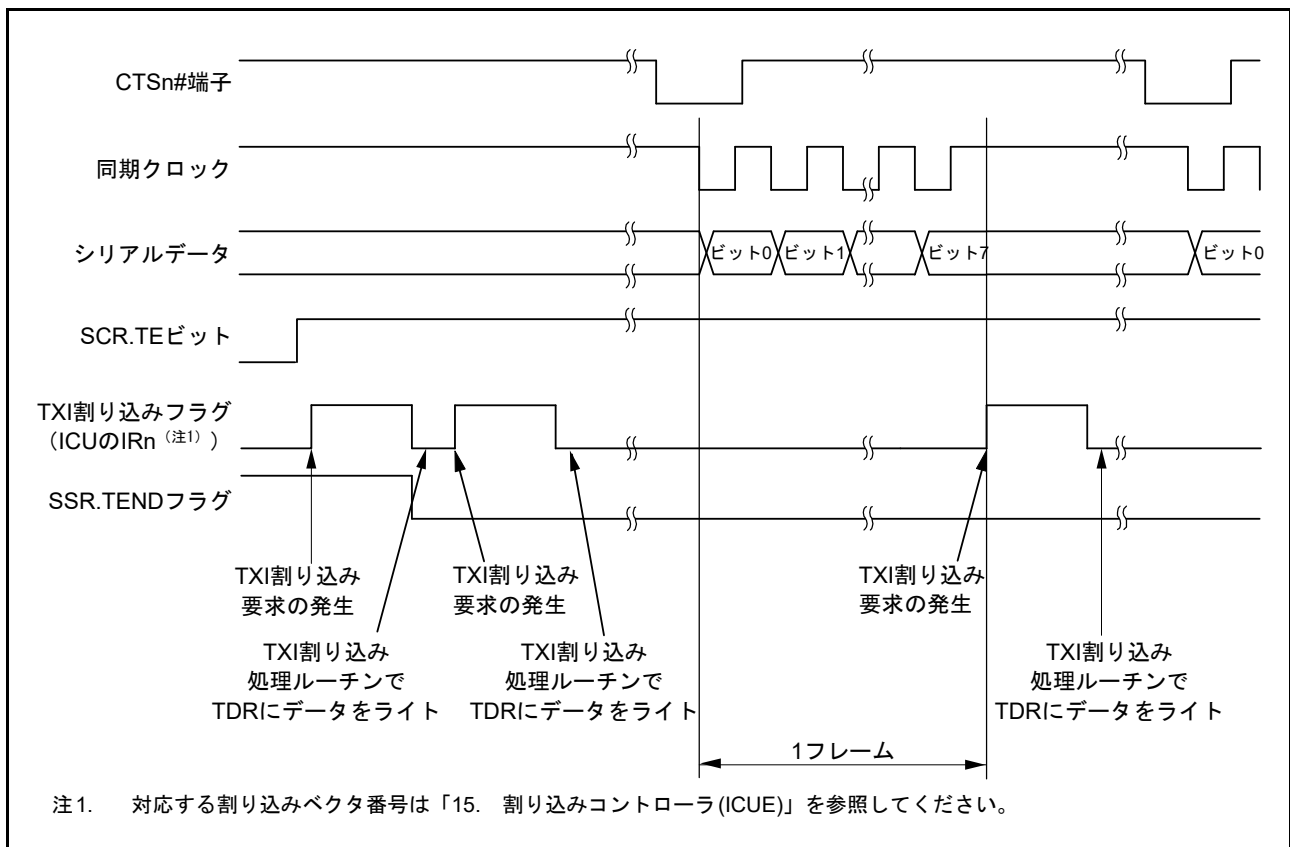 CTSn#端子
同期クロック
シリアルデータ
ビット0
ビット1
ビット7
ビット0
SCR.TEビット
TXI割り込みフラグ
(ICUのIRn（注1）)
SSR.TENDフラグ
TXI割り込み
要求の発生
TXI割り込み
要求の発生
TXI割り込み
要求の発生
TXI割り込み
処理ルーチンで
TDRにデータをライト
TXI割り込み
処理ルーチンで
TDRにデータをライト
TXI割り込み
処理ルーチンで
TDRにデータをライト
1フレーム
注1. 対応する割り込みベクタ番号は「15. 割り込みコントローラ(ICUE)」を参照してください。